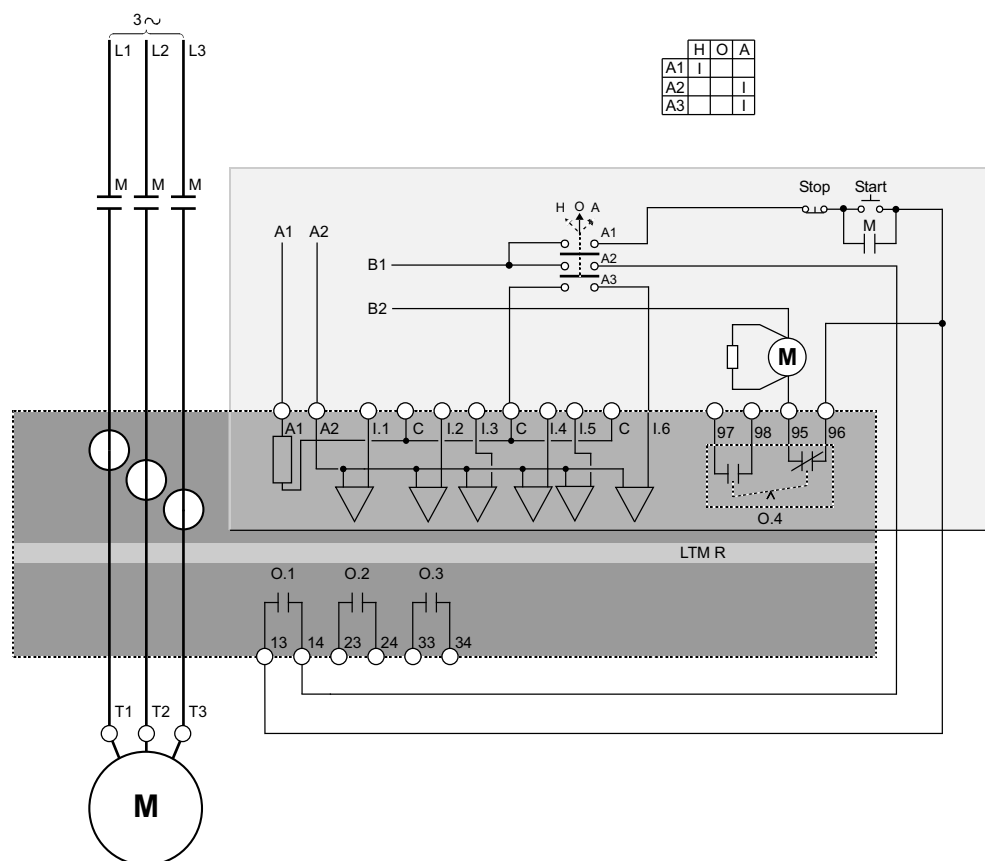 3∼
L1 L2 L3
H O A
A1 I
A2 I
A3 I
M M M
Stop Start
H O A
A1 A2
A1
M
B1
A2
A3
B2
M
A1 A2 I.1 C I.2 I.3 C I.4 I.5 C I.6 97 98 95 96
O.4
LTM R
O.1 O.2 O.3
13 14 23 24 33 34
T1 T2 T3
M